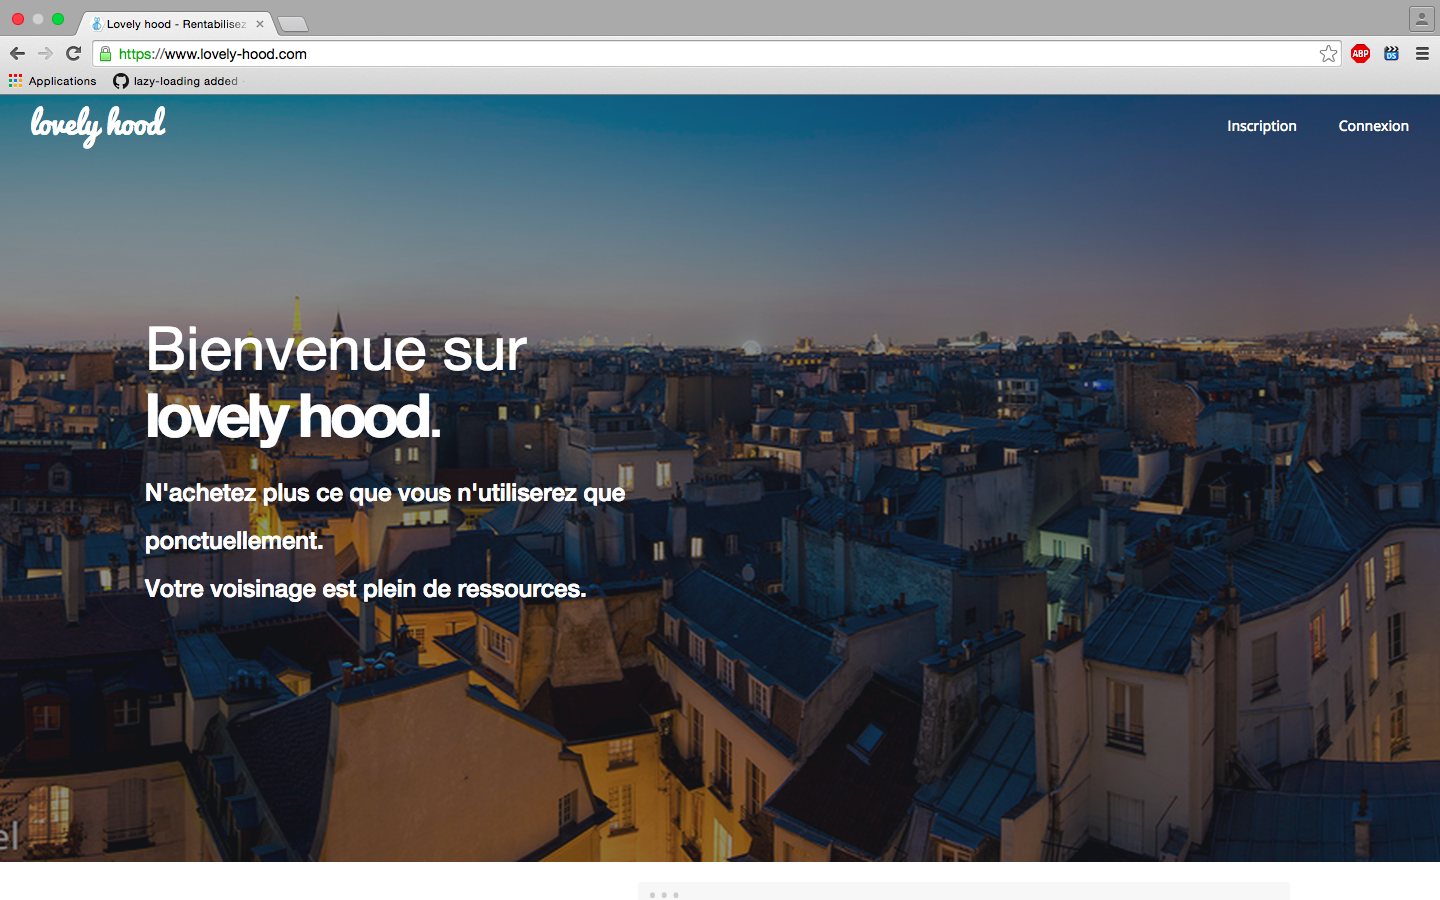 Lovely hood - Rentabilisez
https://www.lovely-hood.com
ABP
DS
Applications
lazy-loading added
lovely hood
Inscription
Connexion
Bienvenue sur
lovely hood.
N'achetez plus ce que vous n'utiliserez que
ponctuellement.
Votre voisinage est plein de ressources.
el